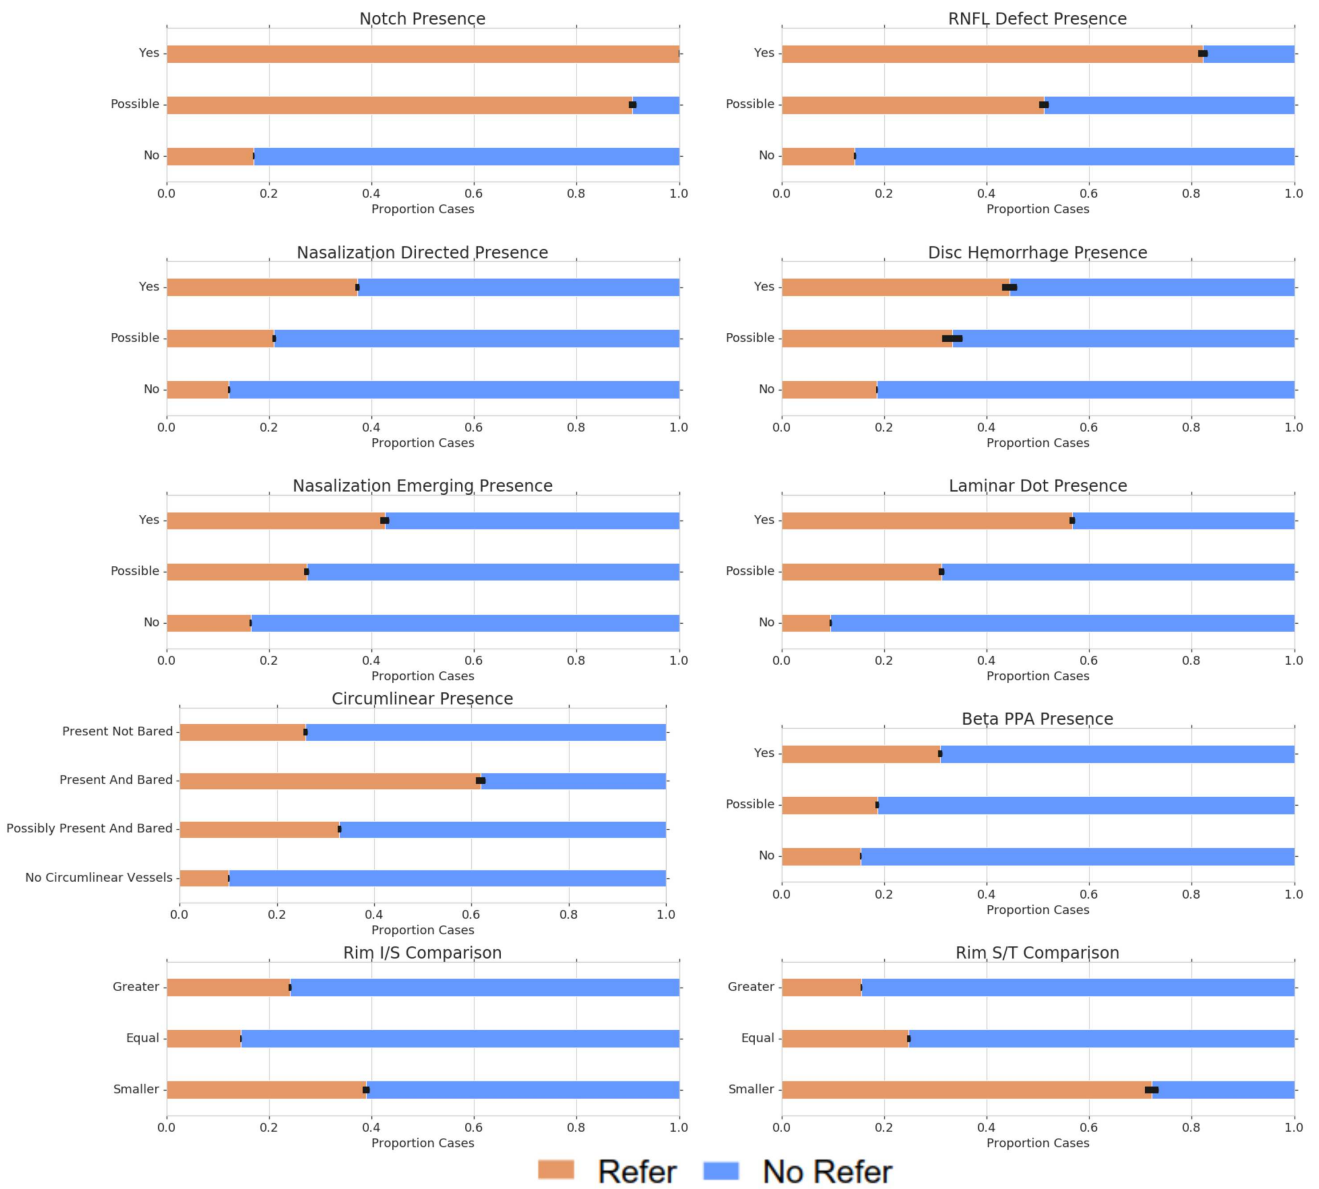 Notch Presence
Yes
Possible
No
0.0 0.2 0.4 0.6 0.8 1.0
Proportion Cases
RNFL Defect Presence
Yes
Possible
No
0.0 0.2 0.4 0.6 0.8 1.0
Proportion Cases
Nasalization Directed Presence
Yes
Possible
No
0.0 0.2 0.4 0.6 0.8 1.0
Proportion Cases
Disc Hemorrhage Presence
Yes
Possible
No
0.0 0.2 0.4 0.6 0.8 1.0
Proportion Cases
Nasalization Emerging Presence
Yes
Possible
No
0.0 0.2 0.4 0.6 0.8 1.0
Proportion Cases
Laminar Dot Presence
Yes
Possible
No
0.0 0.2 0.4 0.6 0.8 1.0
Proportion Cases
Circumlinear Presence
Present Not Bared
Present And Bared
Possibly Present And Bared
No Circumlinear Vessels
0.0 0.2 0.4 0.6 0.8 1.0
Proportion Cases
Beta PPA Presence
Yes
Possible
No
0.0 0.2 0.4 0.6 0.8 1.0
Proportion Cases
Rim I/S Comparison
Greater
Equal
Smaller
0.0 0.2 0.4 0.6 0.8 1.0
Proportion Cases
Rim S/T Comparison
Greater
Equal
Smaller
0.0 0.2 0.4 0.6 0.8 1.0
Proportion Cases
Refer No Refer